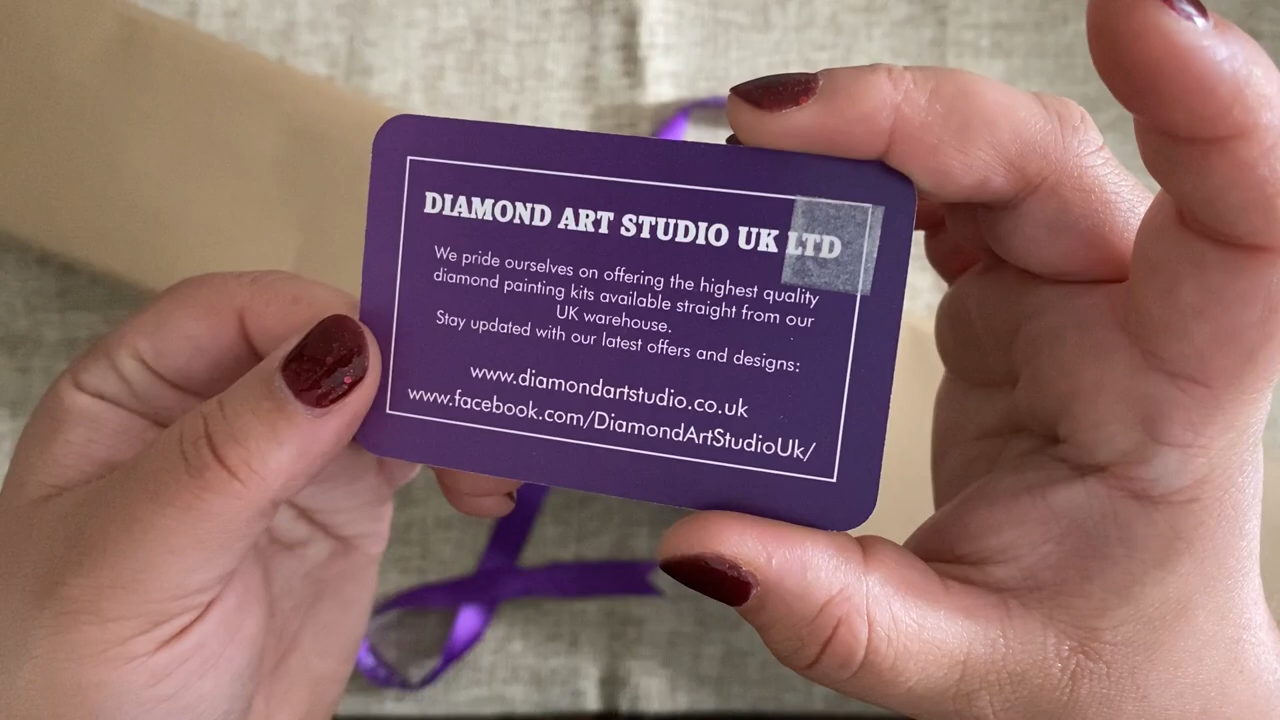 DIAMOND ART STUDIO UK LTD
We pride ourselves on offering the highest quality
diamond painting kits available straight from our
UK warehouse.
Stay updated with our latest offers and designs:
www.diamondartstudio.co.uk
www.facebook.com/DiamondArtStudioUk/